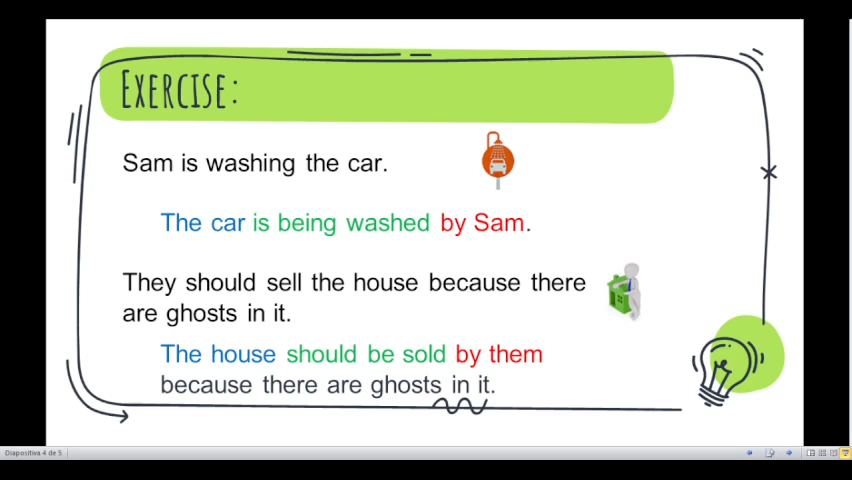 Exercise:
Sam is washing the car.
The car is being washed by Sam.
They should sell the house because there
are ghosts in it.
The house should be sold by them
because there are ghosts in it.
Diapositiva 4 de 5